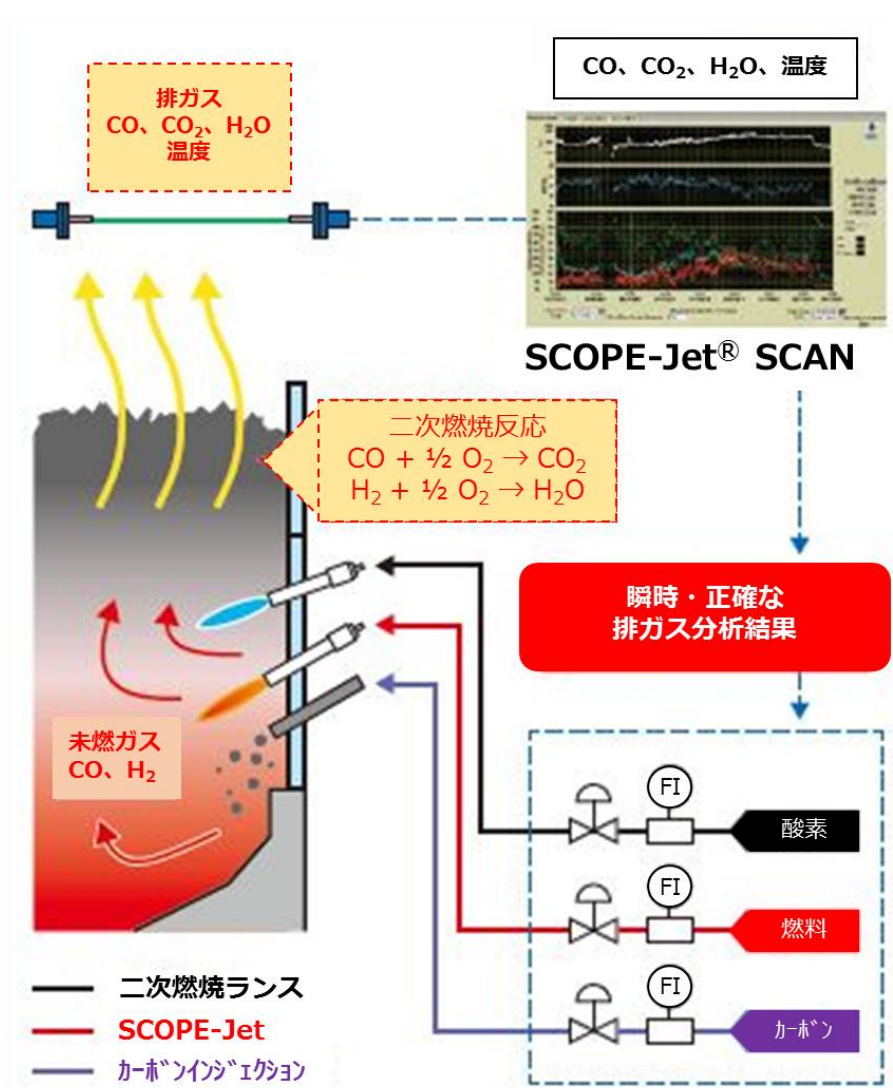 排ガス
CO、CO₂、H₂O
温度
CO、CO₂、H₂O、温度
SCOPE-Jet® SCAN
二次燃焼反応
CO + ½ O₂ → CO₂
H₂ + ½ O₂ → H₂O
瞬時・正確な
排ガス分析結果
未燃ガス
CO、H₂
FI
酸素
FI
燃料
FI
ｶｰﾎﾞﾝ
二次燃焼ランス
SCOPE-Jet
ｶｰﾎﾞﾝｲﾝｼﾞｪｸｼｮﾝ